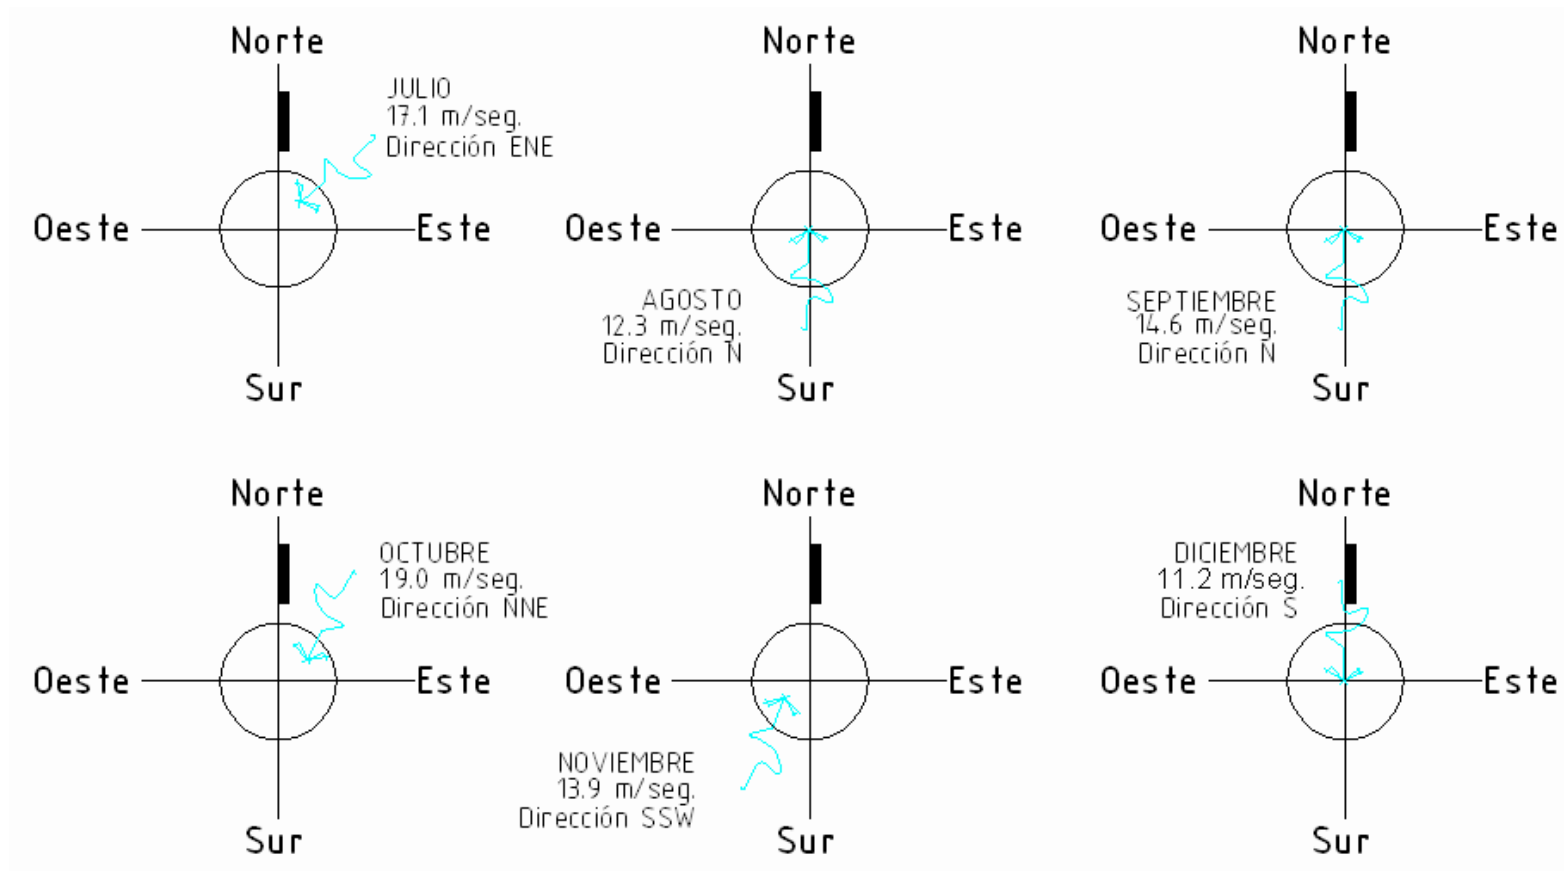 Norte
JULIO
17.1 m/seg.
Dirección ENE
Oeste
Este
Sur
Norte
Oeste
Este
AGOSTO
12.3 m/seg.
Dirección N
Sur
Norte
Oeste
Este
SEPTIEMBRE
14.6 m/seg.
Dirección N
Sur
Norte
OCTUBRE
19.0 m/seg.
Dirección NNE
Oeste
Este
Sur
Norte
Oeste
Este
NOVIEMBRE
13.9 m/seg.
Dirección SSW
Sur
Norte
DICIEMBRE
11.2 m/seg.
Dirección S
Oeste
Este
Sur